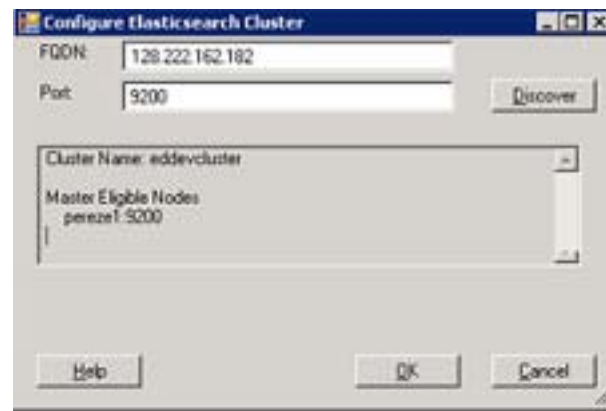 Configure Elasticsearch Cluster
FQDN: 128.222.162.182
Port: 9200
Discover
Cluster Name: eddevcluster
Master Eligible Nodes
pereze1:9200
Help
OK
Cancel